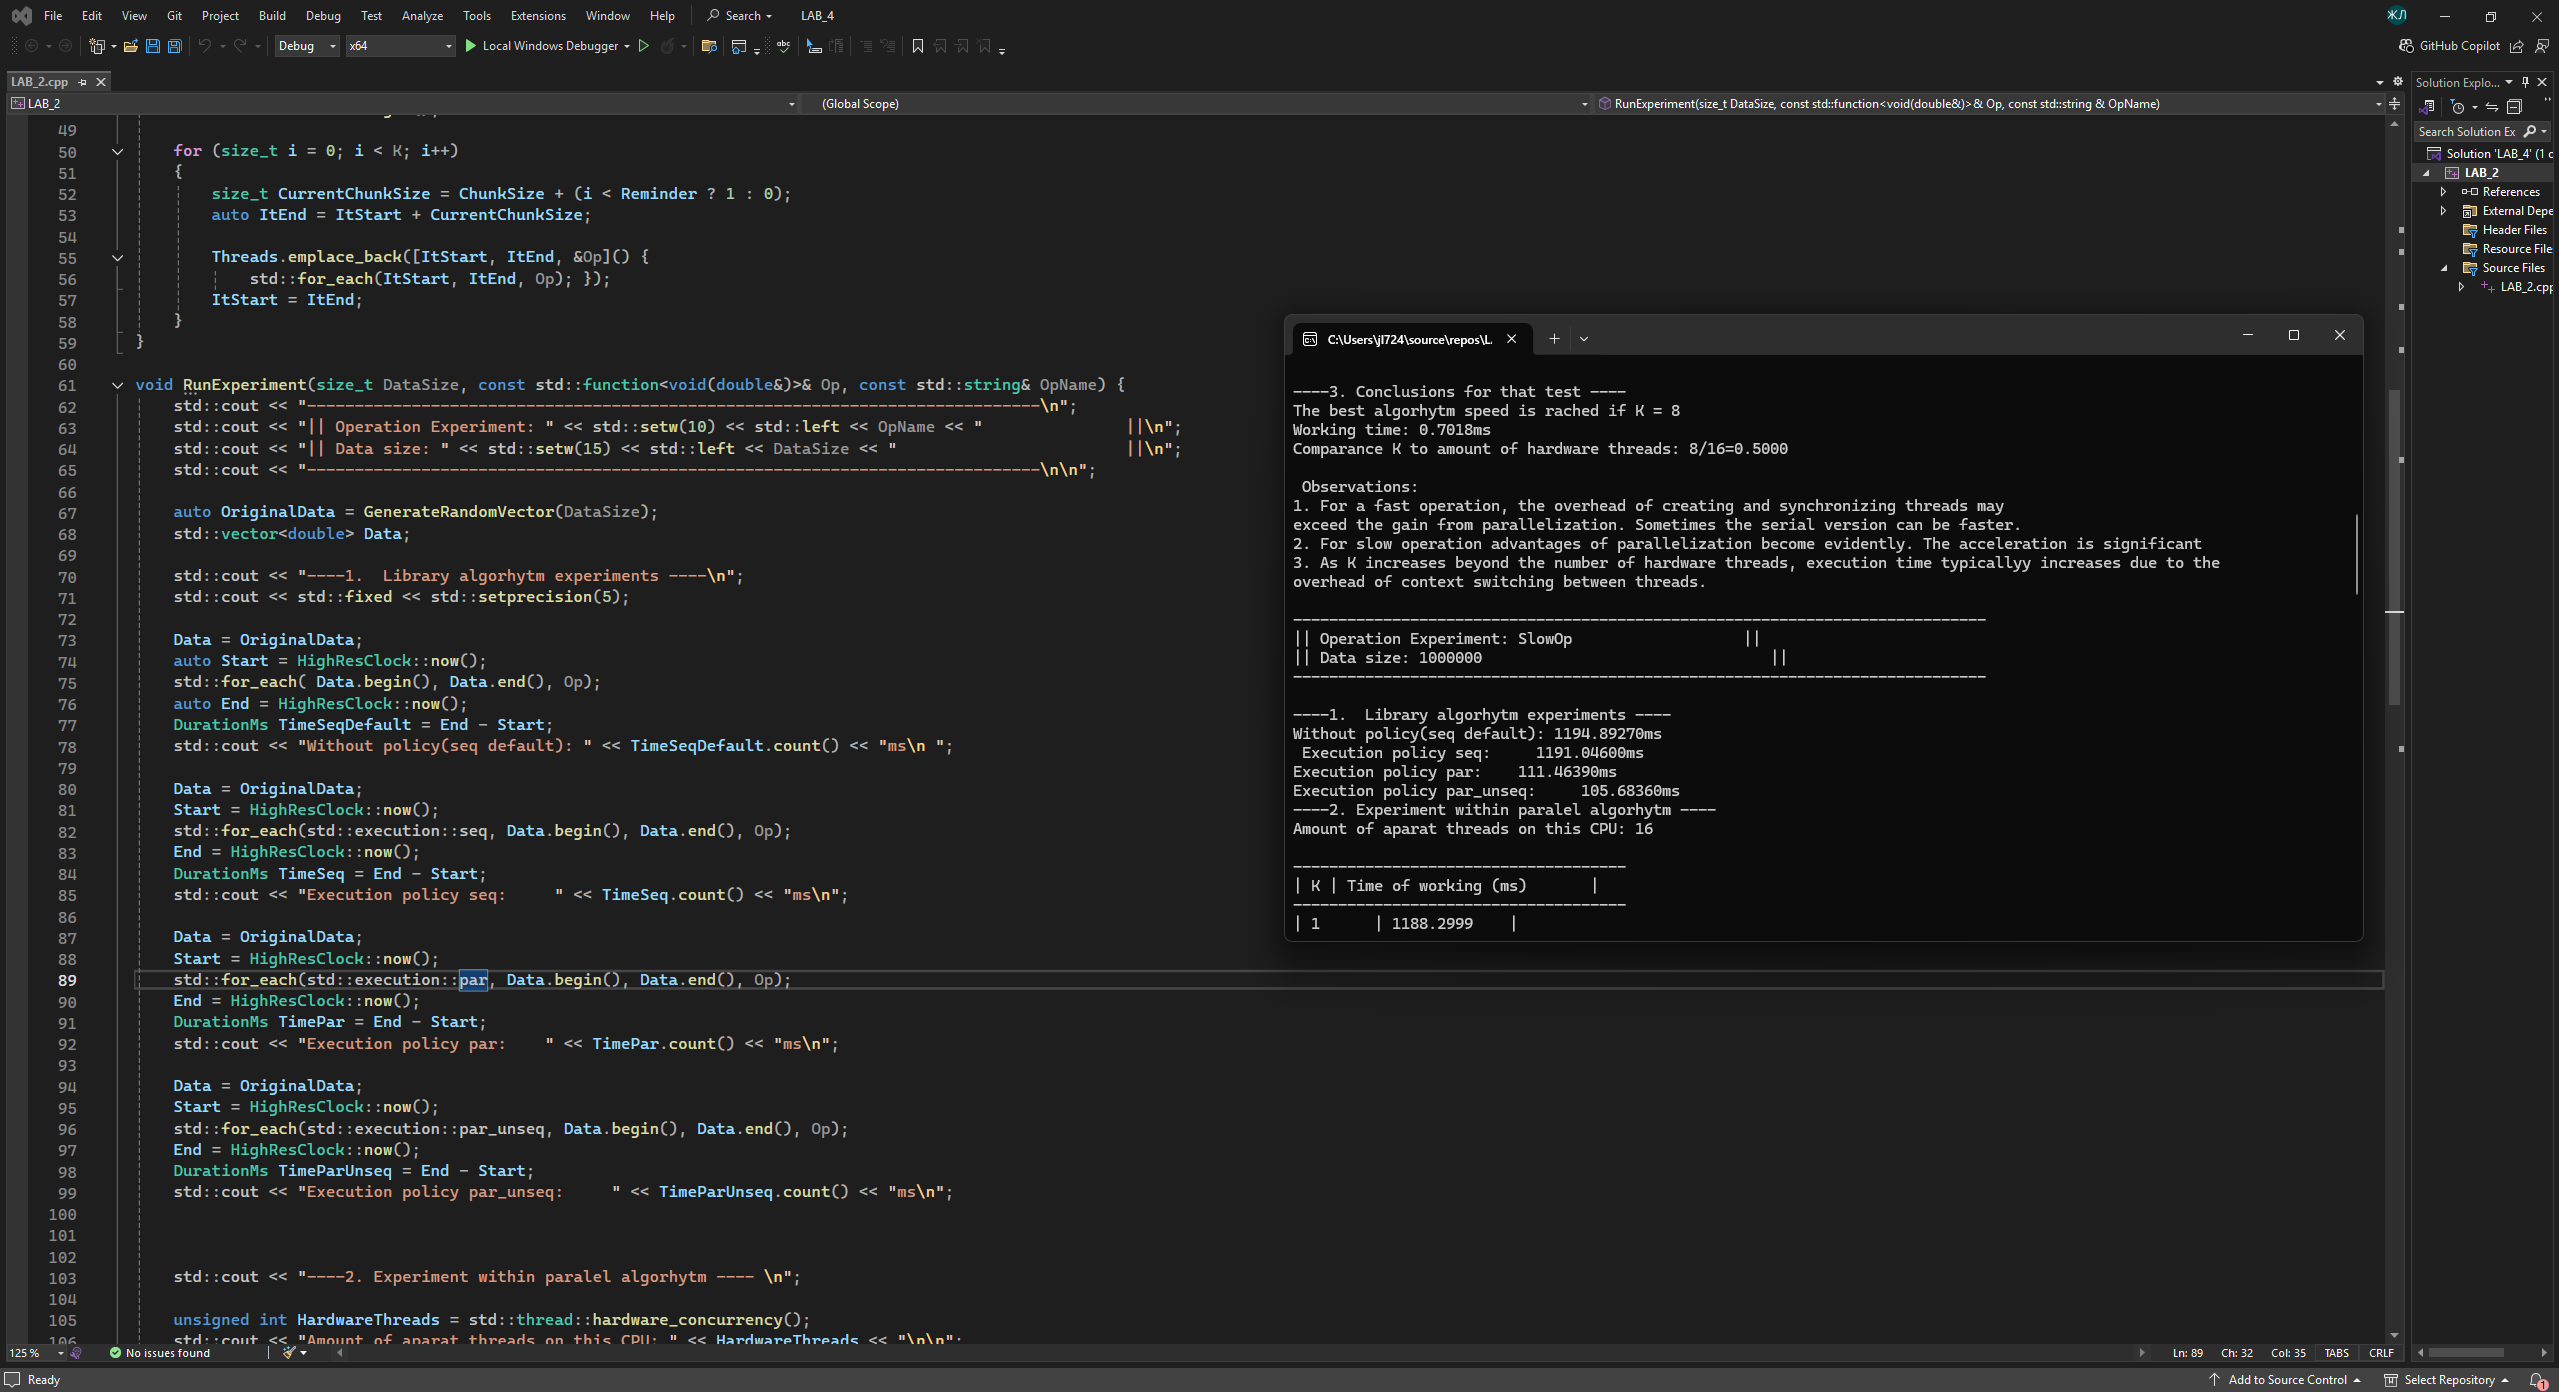 File Edit View Git Project Build Debug Test Analyze Tools Extensions Window Help Search LAB_4 ЖЛ
Debug x64 Local Windows Debugger GitHub Copilot
LAB_2.cpp
LAB_2 (Global Scope) RunExperiment(size_t DataSize, const std::function<void(double&)>& Op, const std::string & OpName)
49
50 for (size_t i = 0; i < K; i++)
51 {
52 size_t CurrentChunkSize = ChunkSize + (i < Reminder ? 1 : 0);
53 auto ItEnd = ItStart + CurrentChunkSize;
54
55 Threads.emplace_back([ItStart, ItEnd, &Op]() {
56 std::for_each(ItStart, ItEnd, Op); });
57 ItStart = ItEnd;
58 }
59 }
60
61 void RunExperiment(size_t DataSize, const std::function<void(double&)>& Op, const std::string& OpName) {
62 std::cout << "-----------------------------------------------------------------------------\n";
63 std::cout << "|| Operation Experiment: " << std::setw(10) << std::left << OpName << " ||\n";
64 std::cout << "|| Data size: " << std::setw(15) << std::left << DataSize << " ||\n";
65 std::cout << "-----------------------------------------------------------------------------\n\n";
66
67 auto OriginalData = GenerateRandomVector(DataSize);
68 std::vector<double> Data;
69
70 std::cout << "----1.  Library algorhytm experiments ----\n";
71 std::cout << std::fixed << std::setprecision(5);
72
73 Data = OriginalData;
74 auto Start = HighResClock::now();
75 std::for_each( Data.begin(), Data.end(), Op);
76 auto End = HighResClock::now();
77 DurationMs TimeSeqDefault = End - Start;
78 std::cout << "Without policy(seq default): " << TimeSeqDefault.count() << "ms\n ";
79
80 Data = OriginalData;
81 Start = HighResClock::now();
82 std::for_each(std::execution::seq, Data.begin(), Data.end(), Op);
83 End = HighResClock::now();
84 DurationMs TimeSeq = End - Start;
85 std::cout << "Execution policy seq:     " << TimeSeq.count() << "ms\n";
86
87 Data = OriginalData;
88 Start = HighResClock::now();
89 std::for_each(std::execution::par, Data.begin(), Data.end(), Op);
90 End = HighResClock::now();
91 DurationMs TimePar = End - Start;
92 std::cout << "Execution policy par:    " << TimePar.count() << "ms\n";
93
94 Data = OriginalData;
95 Start = HighResClock::now();
96 std::for_each(std::execution::par_unseq, Data.begin(), Data.end(), Op);
97 End = HighResClock::now();
98 DurationMs TimeParUnseq = End - Start;
99 std::cout << "Execution policy par_unseq:     " << TimeParUnseq.count() << "ms\n";
100
101
102
103 std::cout << "----2. Experiment within paralel algorhytm ---- \n";
104
105 unsigned int HardwareThreads = std::thread::hardware_concurrency();
106 std::cout << "Amount of aparat threads on this CPU: " << HardwareThreads << "\n\n";
C:\Users\jl724\source\repos\L.
----3. Conclusions for that test ----
The best algorhytm speed is rached if K = 8
Working time: 0.7018ms
Comparance K to amount of hardware threads: 8/16=0.5000
Observations:
1. For a fast operation, the overhead of creating and synchronizing threads may
exceed the gain from parallelization. Sometimes the serial version can be faster.
2. For slow operation advantages of parallelization become evidently. The acceleration is significant
3. As K increases beyond the number of hardware threads, execution time typicallyy increases due to the
overhead of context switching between threads.
-----------------------------------------------------------------------------
|| Operation Experiment: SlowOp ||
|| Data size: 1000000 ||
-----------------------------------------------------------------------------
----1.  Library algorhytm experiments ----
Without policy(seq default): 1194.89270ms
Execution policy seq:     1191.04600ms
Execution policy par:    111.46390ms
Execution policy par_unseq:     105.68360ms
----2. Experiment within paralel algorhytm ----
Amount of aparat threads on this CPU: 16
-------------------------------------
| K | Time of working (ms) |
-------------------------------------
| 1 | 1188.2999 |
Solution Explo...
Search Solution Ex
Solution 'LAB_4' (1 o
LAB_2
References
External Depe
Header Files
Resource File
Source Files
LAB_2.cpp
125 % No issues found Ln: 89 Ch: 32 Col: 35 TABS CRLF
Ready Add to Source Control Select Repository 1